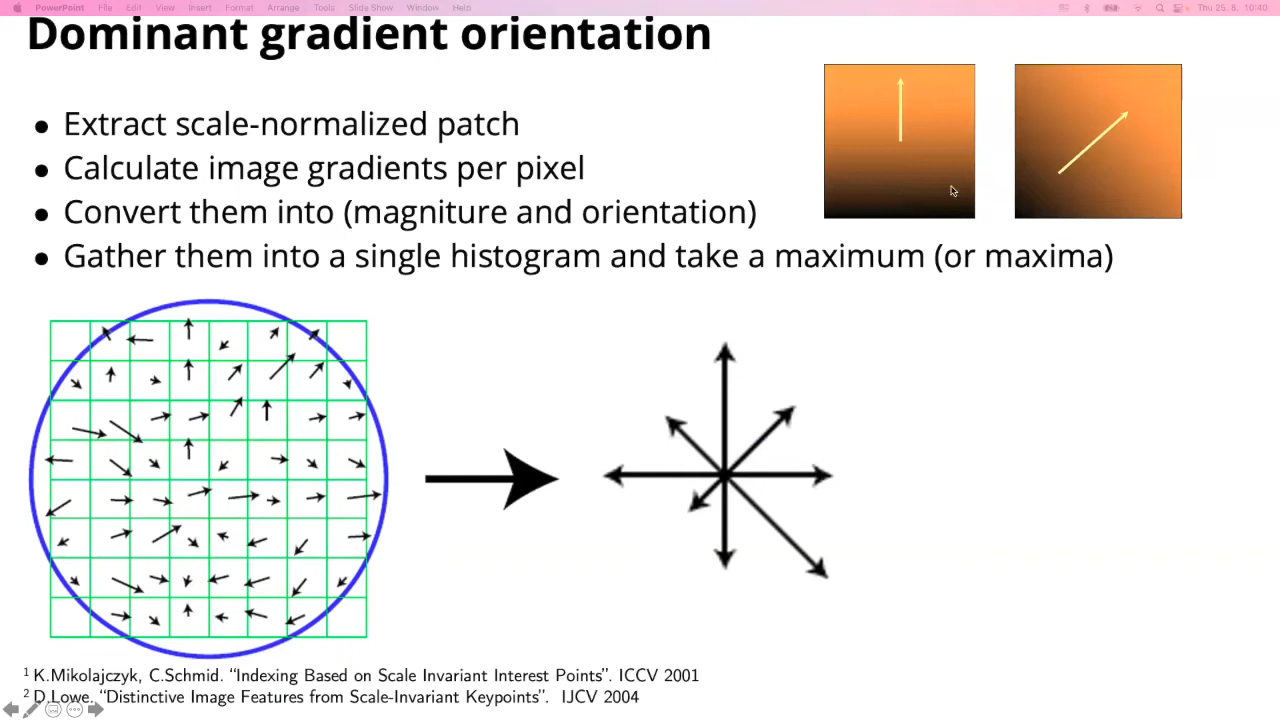 PowerPoint File Edit View Insert Format Arrange Tools Slide Show Window Help Thu 25. 8. 10:40
Dominant gradient orientation
● Extract scale-normalized patch
● Calculate image gradients per pixel
● Convert them into (magniture and orientation)
● Gather them into a single histogram and take a maximum (or maxima)
1 K.Mikolajczyk, C.Schmid. “Indexing Based on Scale Invariant Interest Points”. ICCV 2001
2 D.Lowe. “Distinctive Image Features from Scale-Invariant Keypoints”. IJCV 2004